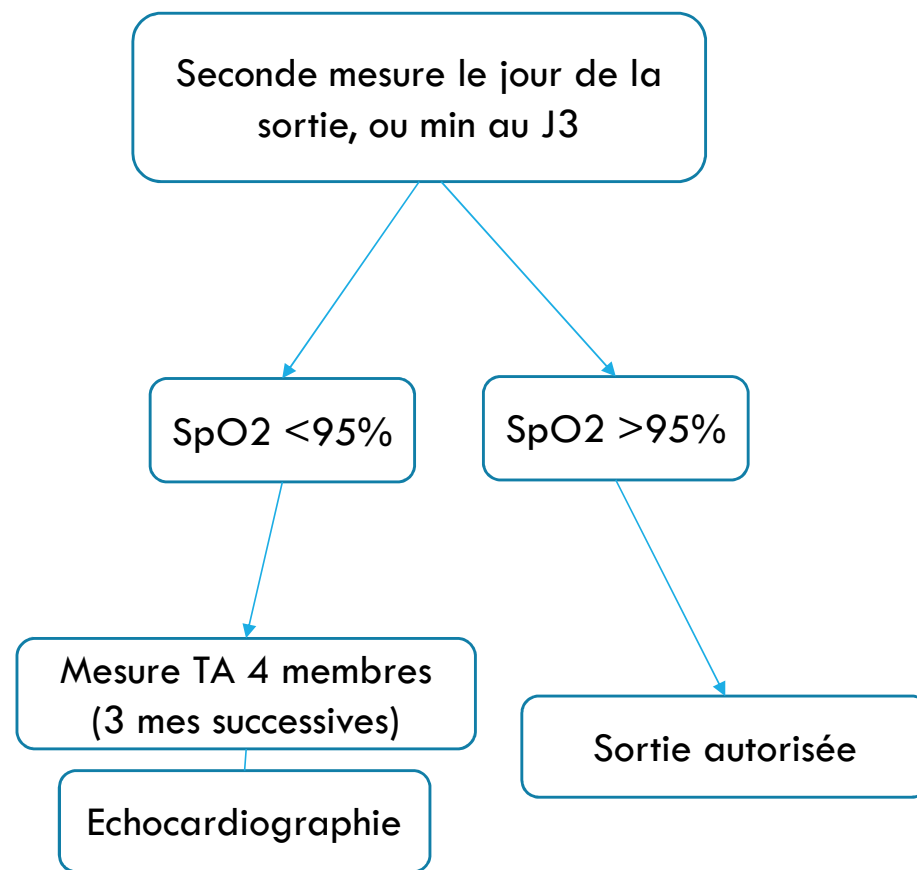 Seconde mesure le jour de la
sortie, ou min au J3
SpO2 <95%
SpO2 >95%
Mesure TA 4 membres
(3 mes successives)
Sortie autorisée
Echocardiographie